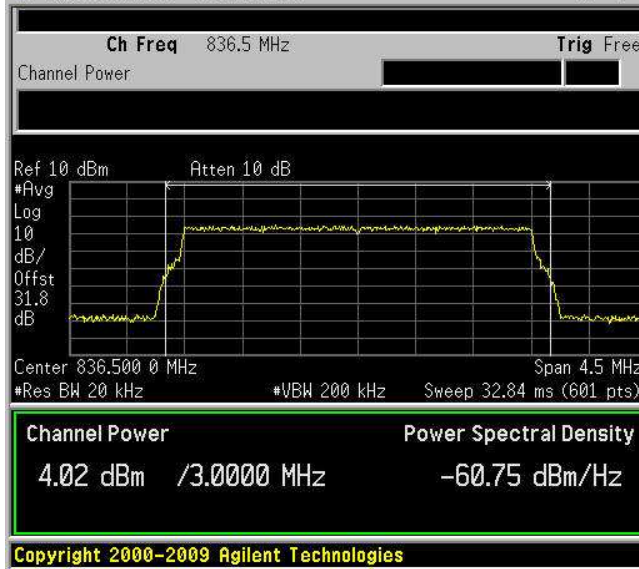 Ch Freq 836.5 MHz Trig Free
Channel Power
Ref 10 dBm Atten 10 dB
#Avg
Log
10
dB/
Offst
31.8
dB
Center 836.500 0 MHz Span 4.5 MHz
#Res BW 20 kHz #VBW 200 kHz Sweep 32.84 ms (601 pts)
Channel Power Power Spectral Density
4.02 dBm /3.0000 MHz -60.75 dBm/Hz
Copyright 2000-2009 Agilent Technologies